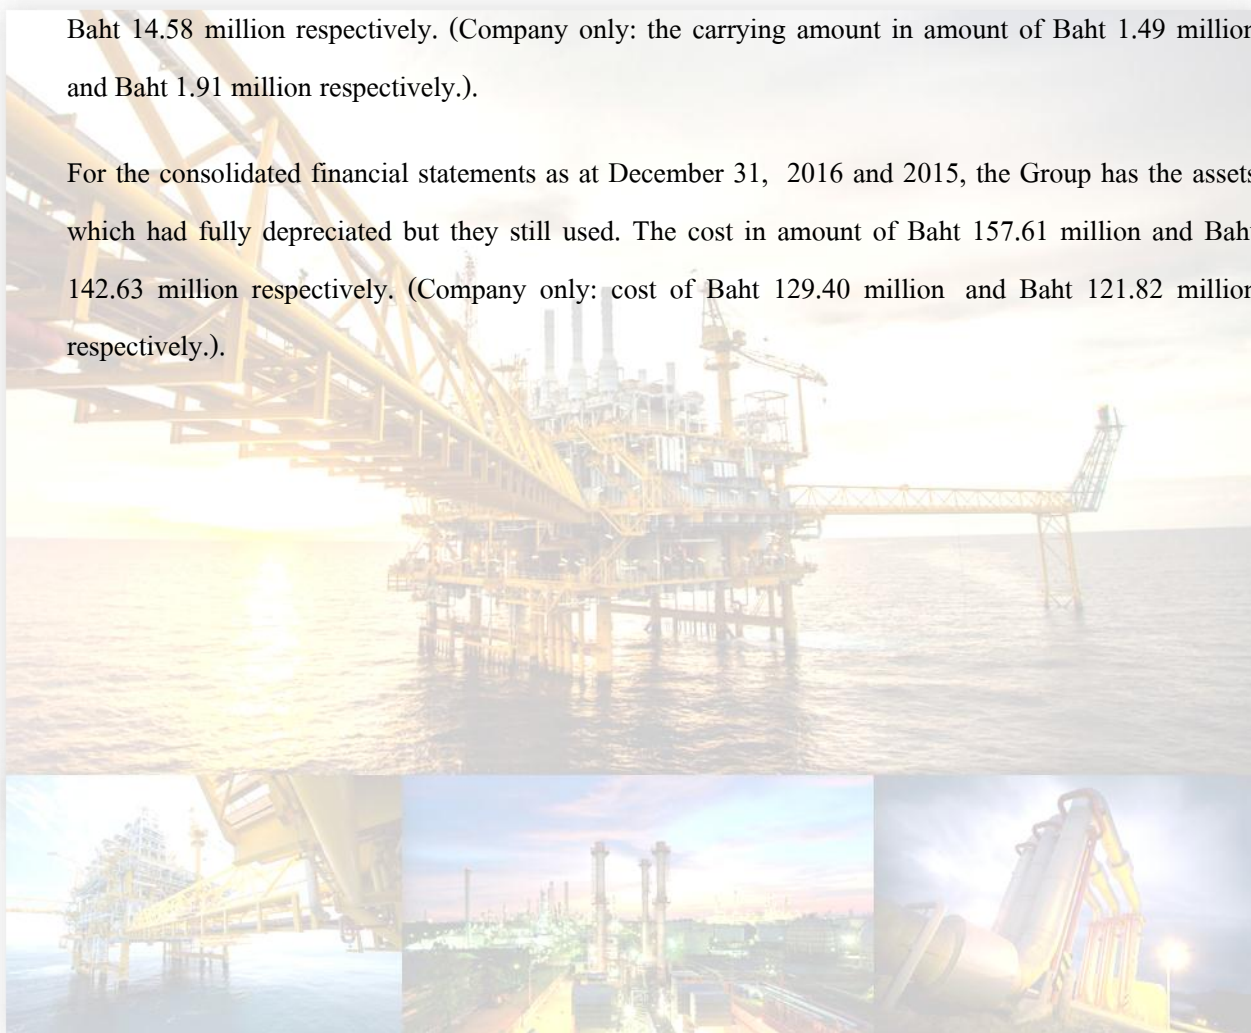 Baht 14.58 million respectively. (Company only: the carrying amount in amount of Baht 1.49 million
and Baht 1.91 million respectively.).
For the consolidated financial statements as at December 31, 2016 and 2015, the Group has the assets
which had fully depreciated but they still used. The cost in amount of Baht 157.61 million and Baht
142.63 million respectively. (Company only: cost of Baht 129.40 million and Baht 121.82 million
respectively.).